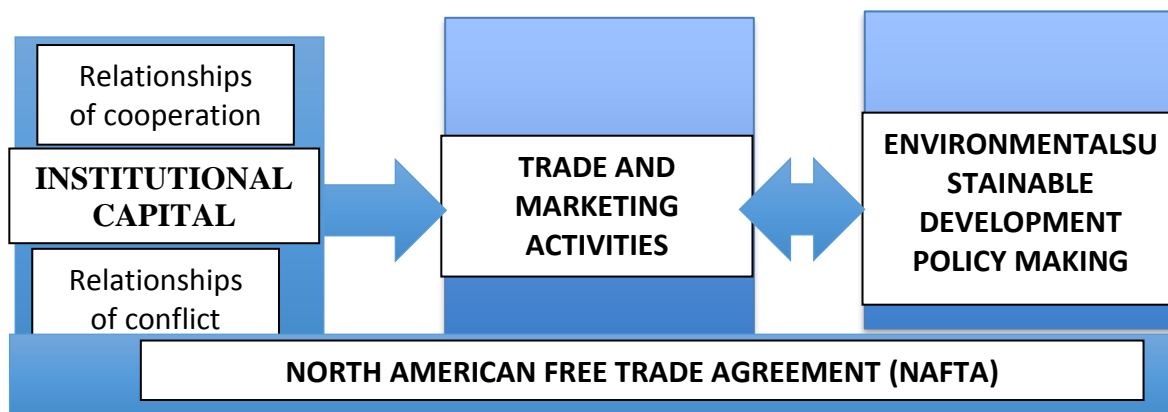 Relationships
of cooperation
INSTITUTIONAL
CAPITAL
Relationships
of conflict
TRADE AND
MARKETING
ACTIVITIES
ENVIRONMENTALSU
STAINABLE
DEVELOPMENT
POLICY MAKING
NORTH AMERICAN FREE TRADE AGREEMENT (NAFTA)